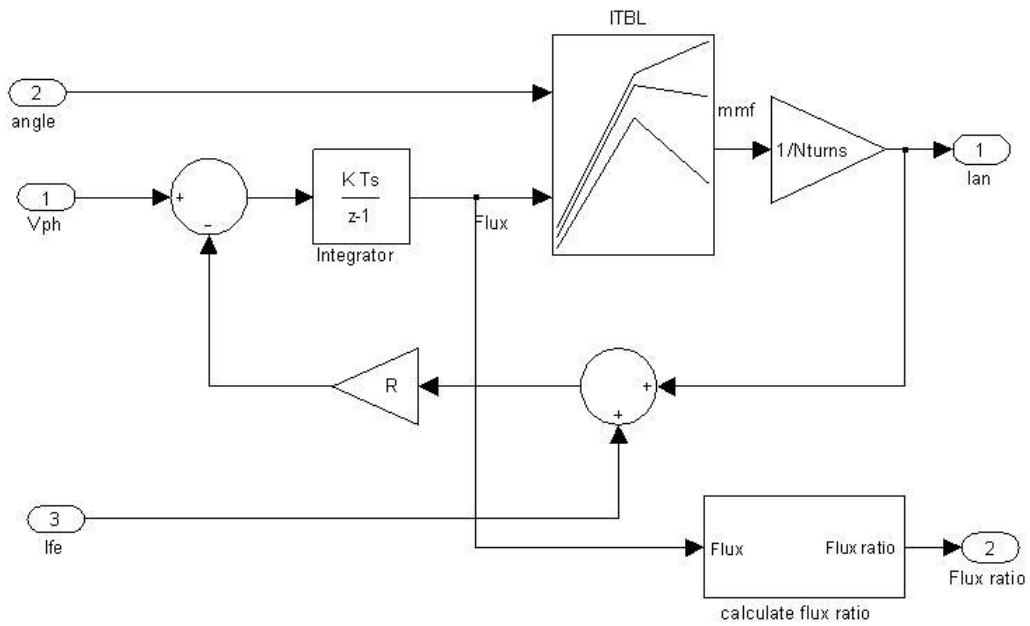 ITBL
2
angle
mmf
1/Nturns
1
Ian
1
Vph
+
-
K Ts
z-1
Integrator
Flux
R
+
+
3
Ife
Flux
Flux ratio
2
Flux ratio
calculate flux ratio